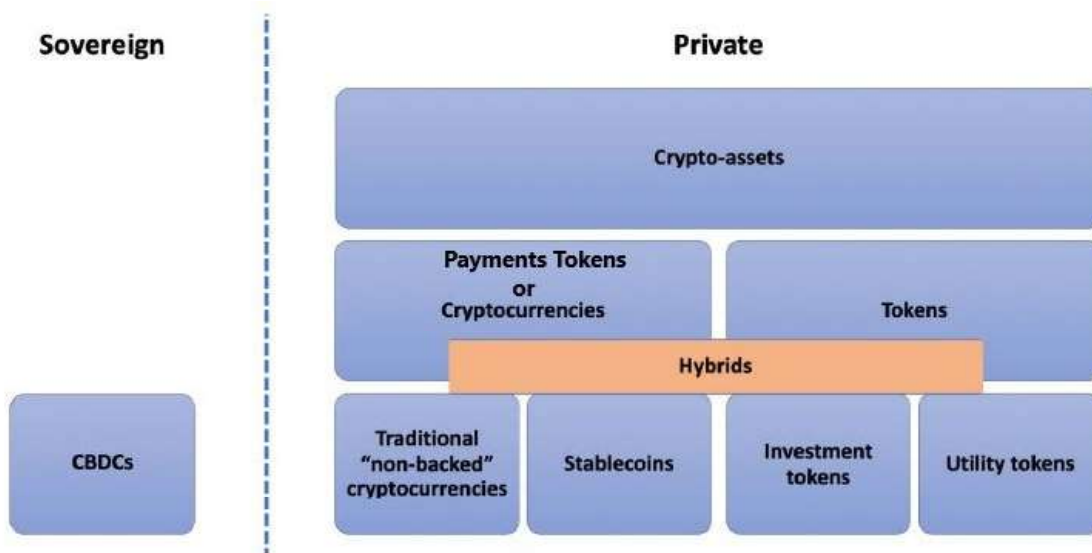 Sovereign
Private
Crypto-assets
Payments Tokens
or
Cryptocurrencies
Tokens
Hybrids
CBDCs
Traditional
“non-backed”
cryptocurrencies
Stablecoins
Investment
tokens
Utility tokens